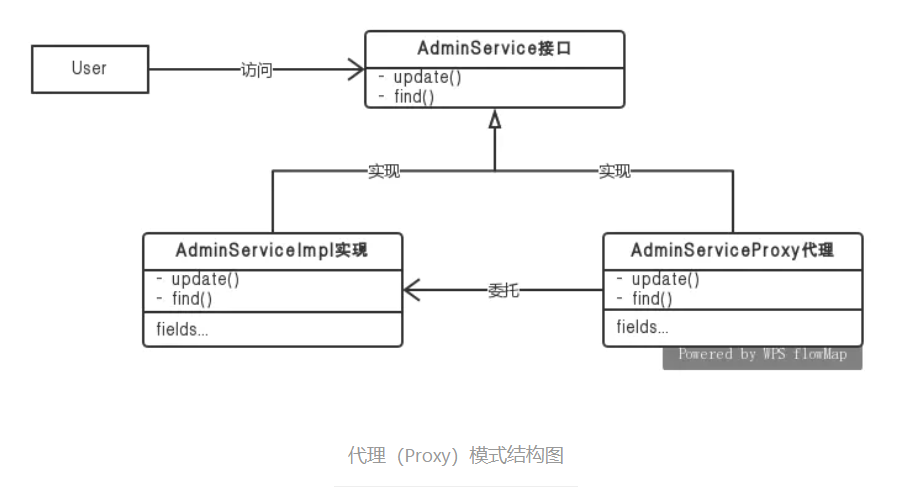 User
访问
AdminService接口
- update()
- find()
实现
实现
AdminServiceImpl实现
- update()
- find()
fields...
委托
AdminServiceProxy代理
- update()
- find()
fields...
Powered by WPS flowMap
代理（Proxy）模式结构图